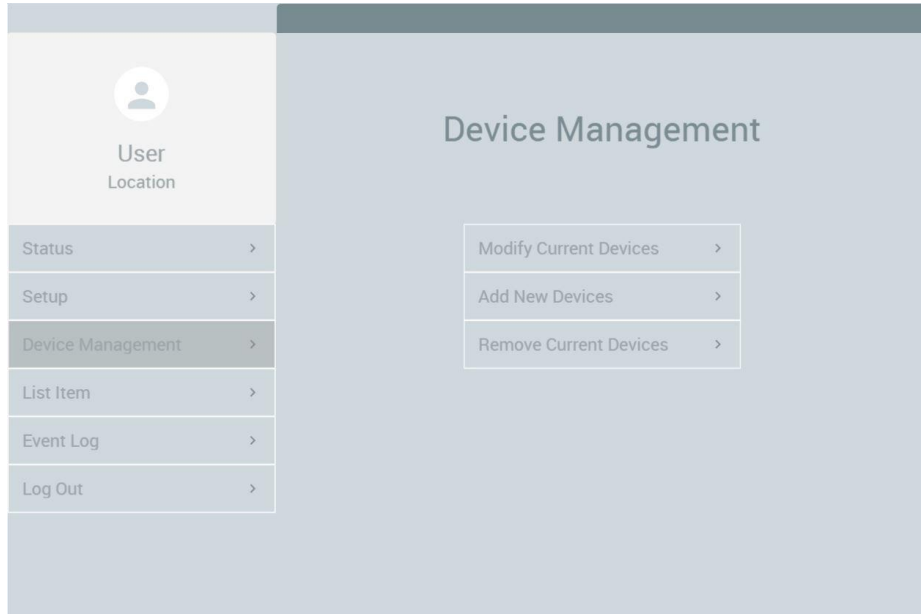 User
Location
Status
Setup
Device Management
List Item
Event Log
Log Out
Device Management
Modify Current Devices
Add New Devices
Remove Current Devices